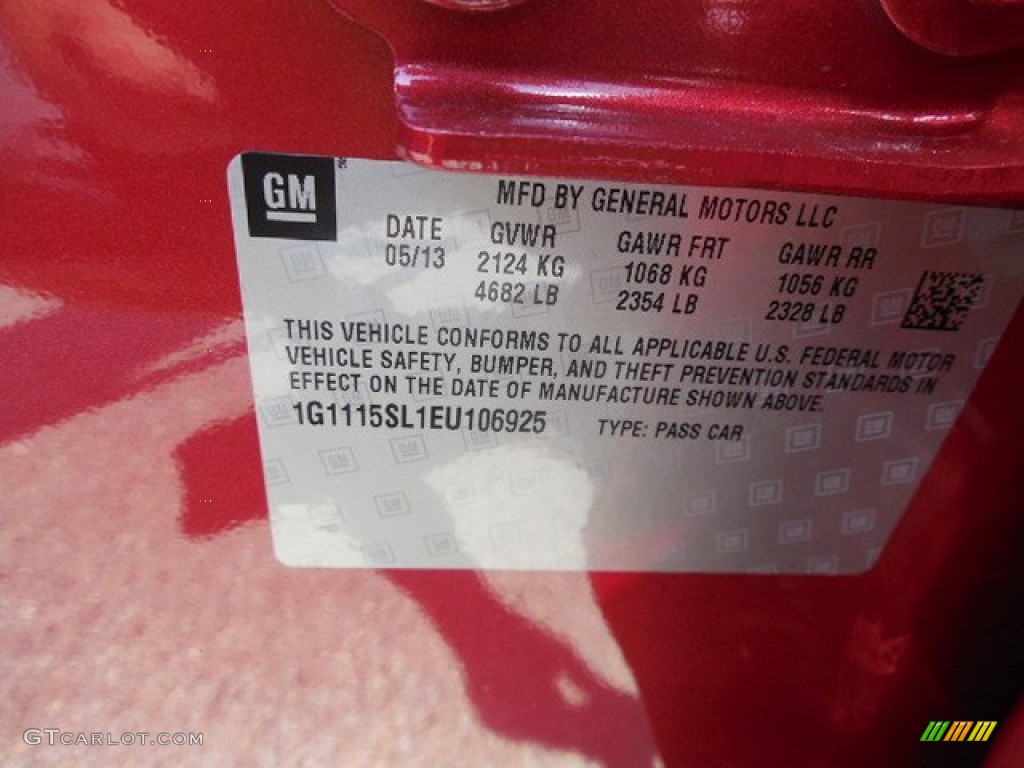 GM
MFD BY GENERAL MOTORS LLC
DATE GVWR GAWR FRT GAWR RR
05/13 2124 KG 1068 KG 1056 KG
4682 LB 2354 LB 2328 LB
THIS VEHICLE CONFORMS TO ALL APPLICABLE U.S. FEDERAL MOTOR
VEHICLE SAFETY, BUMPER, AND THEFT PREVENTION STANDARDS IN
EFFECT ON THE DATE OF MANUFACTURE SHOWN ABOVE.
1G1115SL1EU106925 TYPE: PASS CAR
GTCARLOT.COM